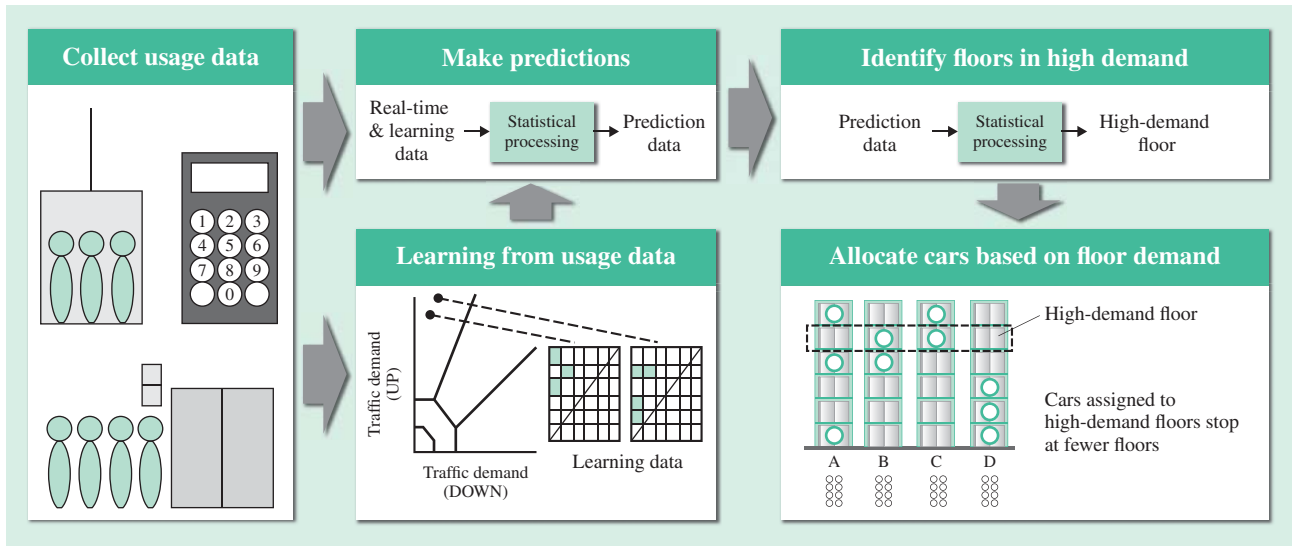 Collect usage data
1 2 3
4 5 6
7 8 9
0
Make predictions
Real-time
& learning
data
Statistical
processing
Prediction
data
Identify floors in high demand
Prediction
data
Statistical
processing
High-demand
floor
Learning from usage data
Traffic demand
(UP)
Traffic demand
(DOWN)
Learning data
Allocate cars based on floor demand
High-demand floor
Cars assigned to
high-demand floors stop
at fewer floors
A B C D